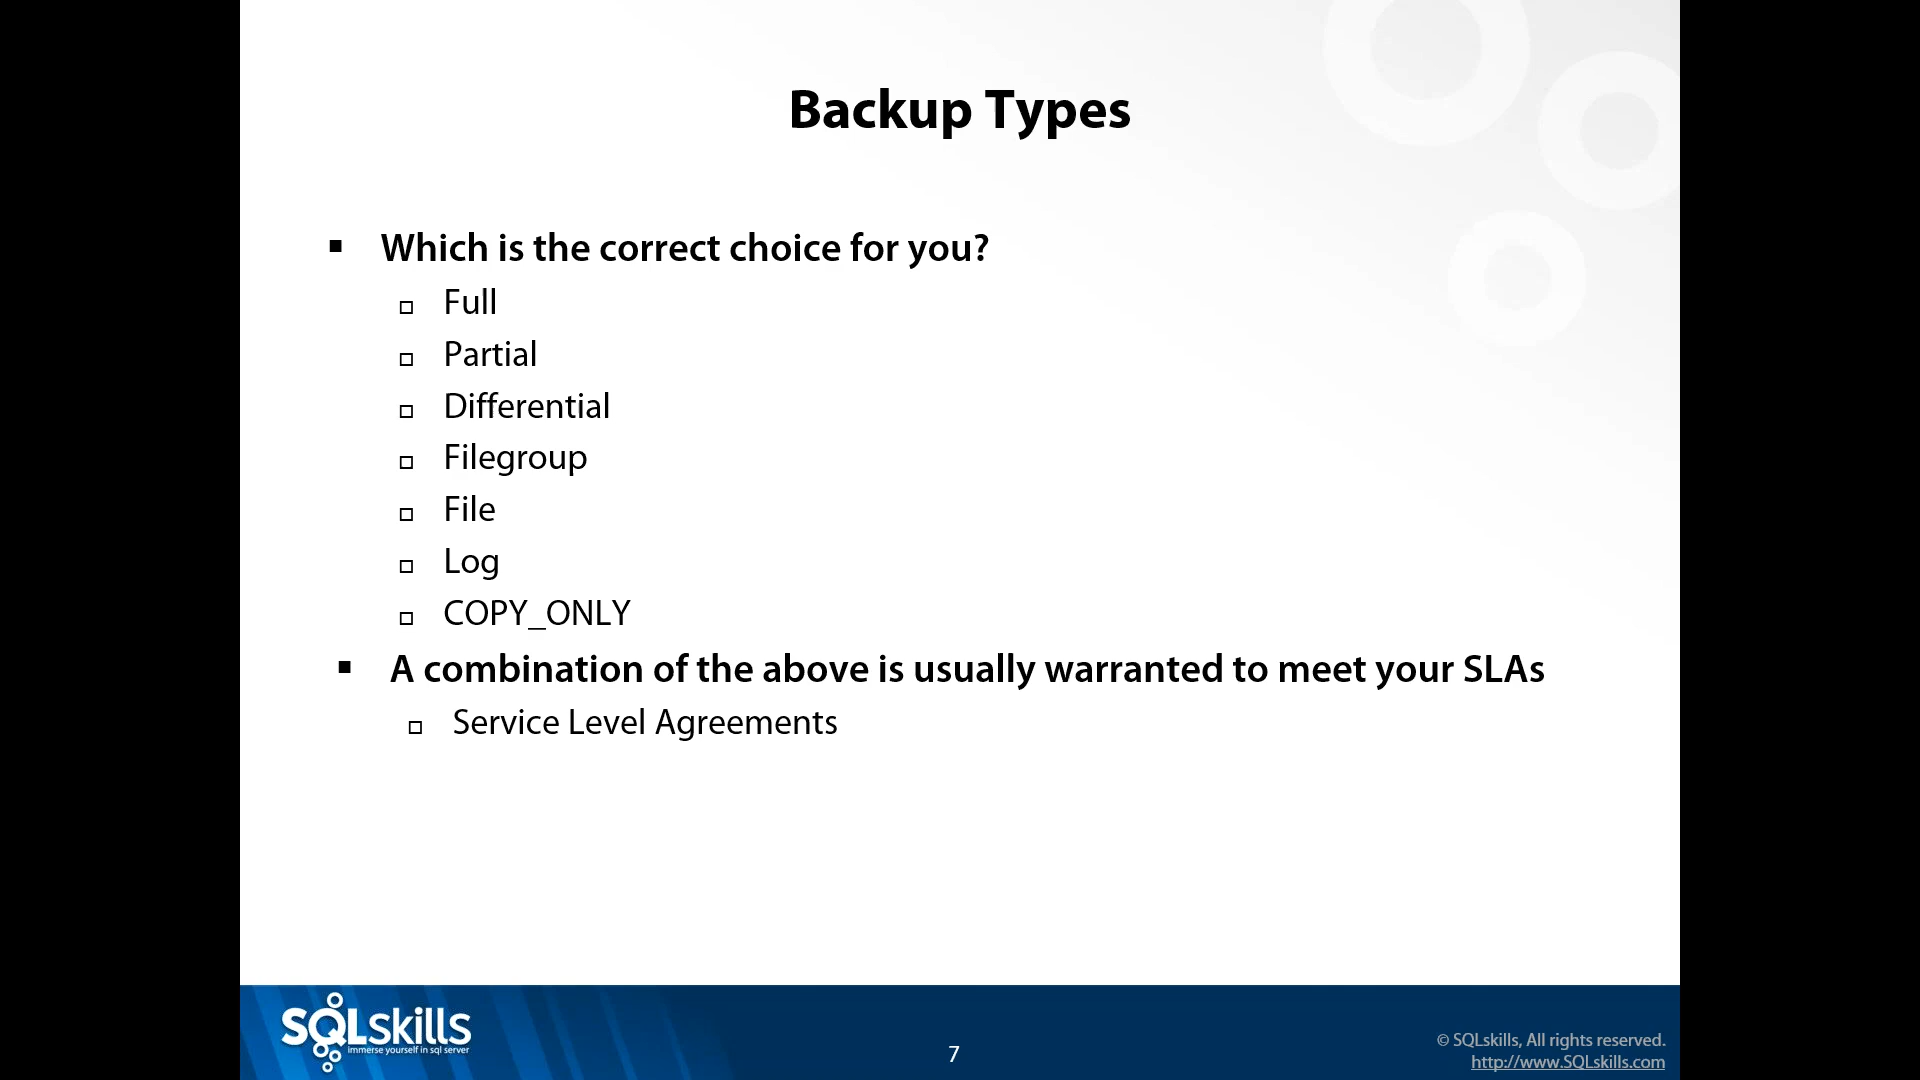 Backup Types
Which is the correct choice for you?
Full
Partial
Differential
Filegroup
File
Log
COPY_ONLY
A combination of the above is usually warranted to meet your SLAs
Service Level Agreements
SQLskills
immerse yourself in sql server
7
© SQLskills, All rights reserved.
http://www.SQLskills.com